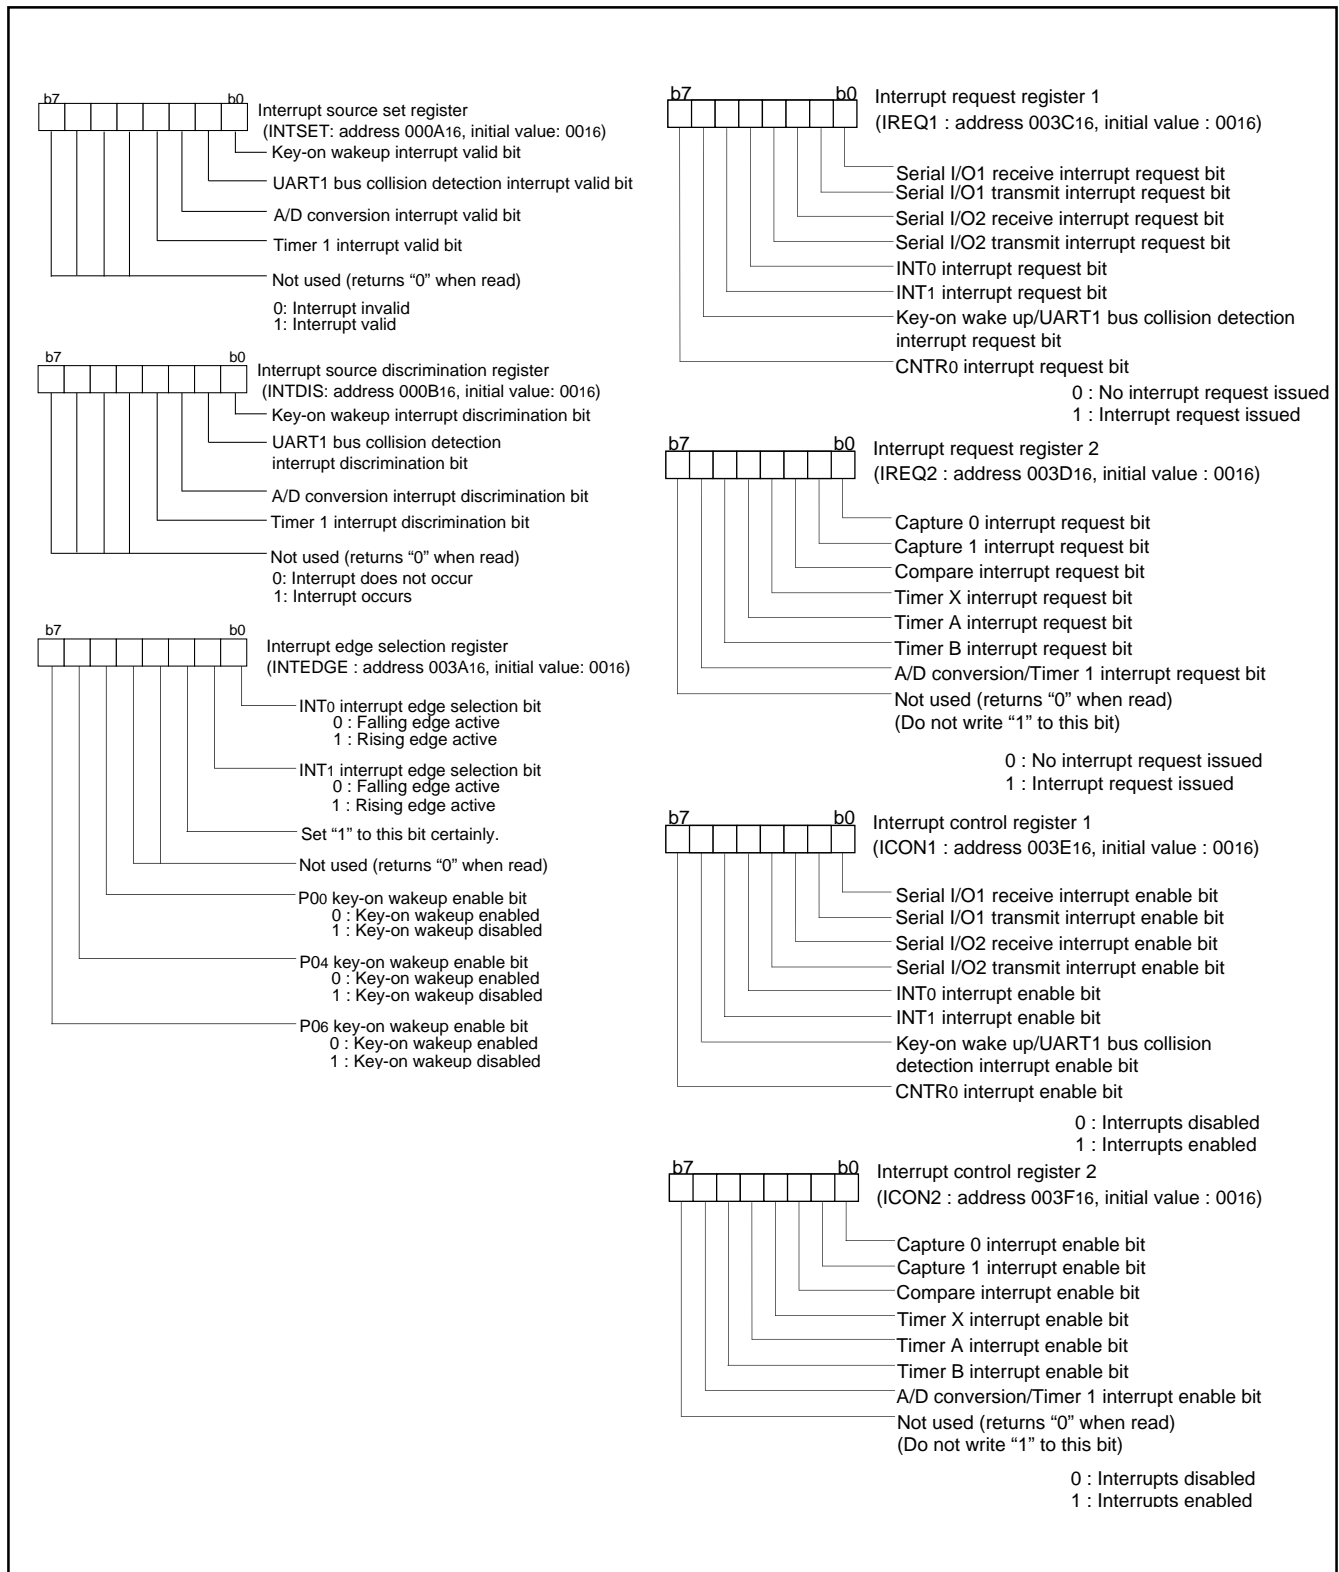 b7 b0
Interrupt source set register
(INTSET: address 000A16, initial value: 0016)
Key-on wakeup interrupt valid bit
UART1 bus collision detection interrupt valid bit
A/D conversion interrupt valid bit
Timer 1 interrupt valid bit
Not used (returns “0” when read)
0: Interrupt invalid
1: Interrupt valid
b7 b0
Interrupt source discrimination register
(INTDIS: address 000B16, initial value: 0016)
Key-on wakeup interrupt discrimination bit
UART1 bus collision detection
interrupt discrimination bit
A/D conversion interrupt discrimination bit
Timer 1 interrupt discrimination bit
Not used (returns “0” when read)
0: Interrupt does not occur
1: Interrupt occurs
b7 b0
Interrupt edge selection register
(INTEDGE : address 003A16, initial value: 0016)
INT0 interrupt edge selection bit
0 : Falling edge active
1 : Rising edge active
INT1 interrupt edge selection bit
0 : Falling edge active
1 : Rising edge active
Set “1” to this bit certainly.
Not used (returns “0” when read)
P00 key-on wakeup enable bit
0 : Key-on wakeup enabled
1 : Key-on wakeup disabled
P04 key-on wakeup enable bit
0 : Key-on wakeup enabled
1 : Key-on wakeup disabled
P06 key-on wakeup enable bit
0 : Key-on wakeup enabled
1 : Key-on wakeup disabled
b7 b0
Interrupt request register 1
(IREQ1 : address 003C16, initial value : 0016)
Serial I/O1 receive interrupt request bit
Serial I/O1 transmit interrupt request bit
Serial I/O2 receive interrupt request bit
Serial I/O2 transmit interrupt request bit
INT0 interrupt request bit
INT1 interrupt request bit
Key-on wake up/UART1 bus collision detection
interrupt request bit
CNTR0 interrupt request bit
0 : No interrupt request issued
1 : Interrupt request issued
b7 b0
Interrupt request register 2
(IREQ2 : address 003D16, initial value : 0016)
Capture 0 interrupt request bit
Capture 1 interrupt request bit
Compare interrupt request bit
Timer X interrupt request bit
Timer A interrupt request bit
Timer B interrupt request bit
A/D conversion/Timer 1 interrupt request bit
Not used (returns “0” when read)
(Do not write “1” to this bit)
0 : No interrupt request issued
1 : Interrupt request issued
b7 b0
Interrupt control register 1
(ICON1 : address 003E16, initial value : 0016)
Serial I/O1 receive interrupt enable bit
Serial I/O1 transmit interrupt enable bit
Serial I/O2 receive interrupt enable bit
Serial I/O2 transmit interrupt enable bit
INT0 interrupt enable bit
INT1 interrupt enable bit
Key-on wake up/UART1 bus collision
detection interrupt enable bit
CNTR0 interrupt enable bit
0 : Interrupts disabled
1 : Interrupts enabled
b7 b0
Interrupt control register 2
(ICON2 : address 003F16, initial value : 0016)
Capture 0 interrupt enable bit
Capture 1 interrupt enable bit
Compare interrupt enable bit
Timer X interrupt enable bit
Timer A interrupt enable bit
Timer B interrupt enable bit
A/D conversion/Timer 1 interrupt enable bit
Not used (returns “0” when read)
(Do not write “1” to this bit)
0 : Interrupts disabled
1 : Interrupts enabled